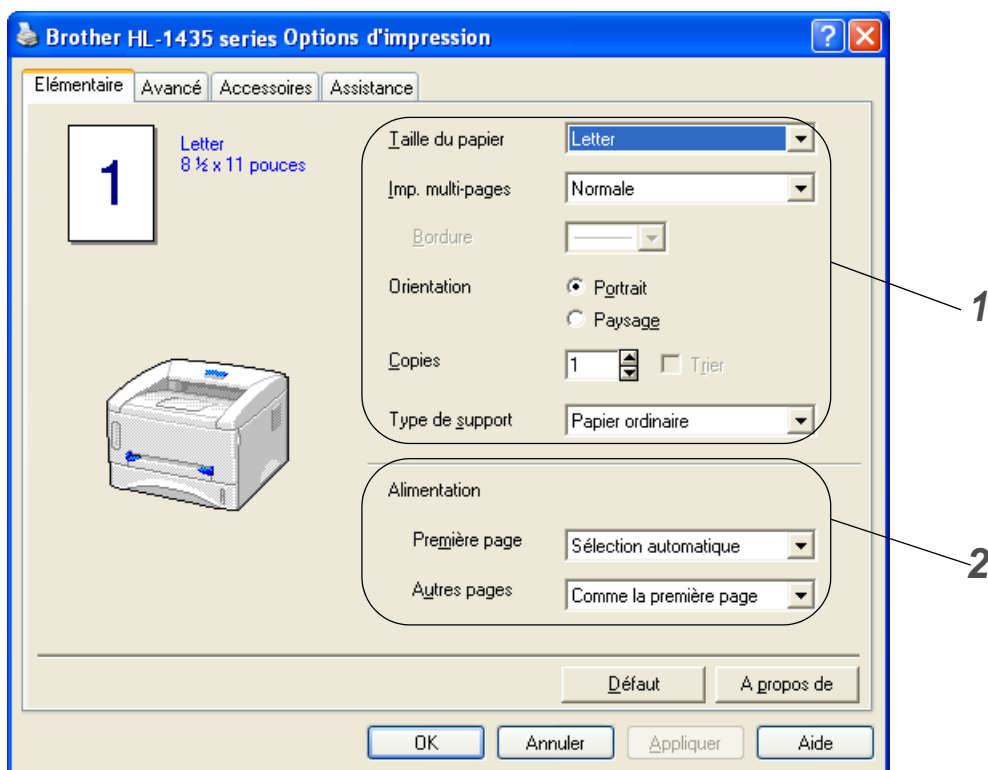 Brother HL-1435 series Options d'impression
Elémentaire Avancé Accessoires Assistance
1
Letter
8 ½ x 11 pouces
Taille du papier Letter
Imp. multi-pages Normale
Bordure
Orientation Portrait
Paysage
Copies 1 Trier
Type de support Papier ordinaire
1
Alimentation
Première page Sélection automatique
Autres pages Comme la première page
2
Défaut A propos de
OK Annuler Appliquer Aide